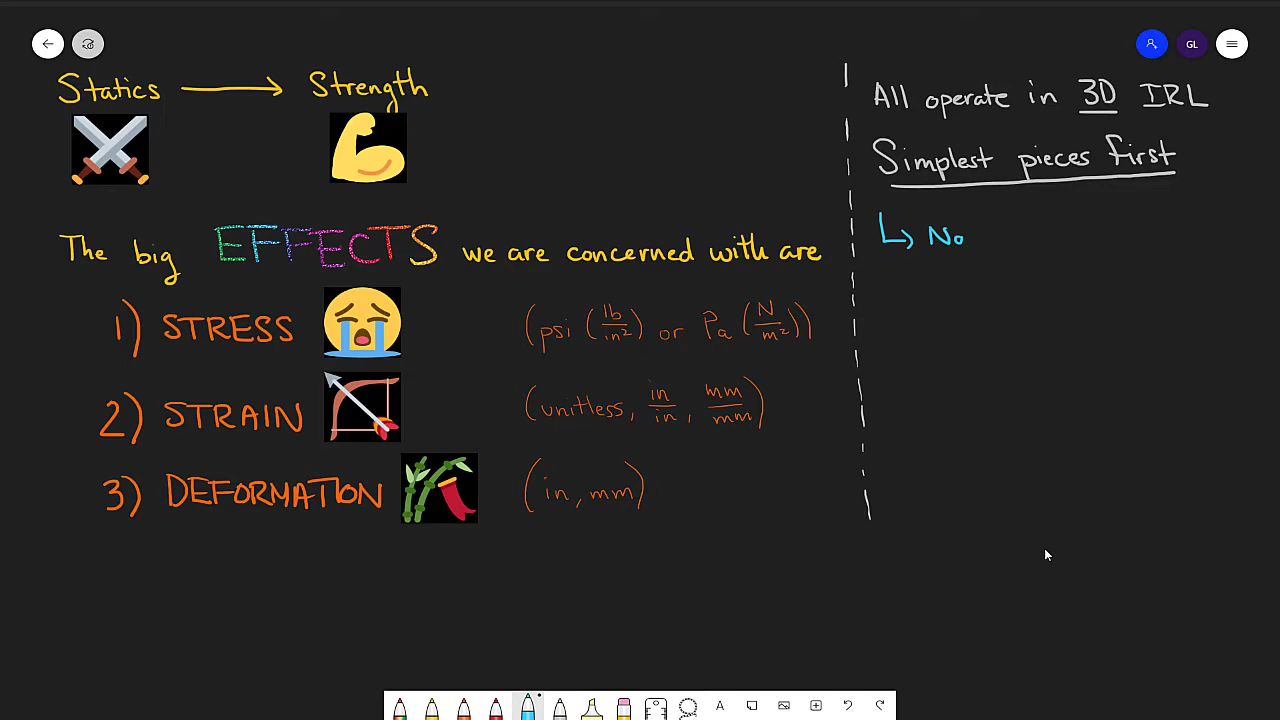 GL
Statics → Strength
The big EFFECTS we are concerned with are
1) STRESS (psi (lb/in²) or Pa (N/m²))
2) STRAIN (unitless, in/in, mm/mm)
3) DEFORMATION (in, mm)
All operate in 3D IRL
Simplest pieces first
↳ No
A